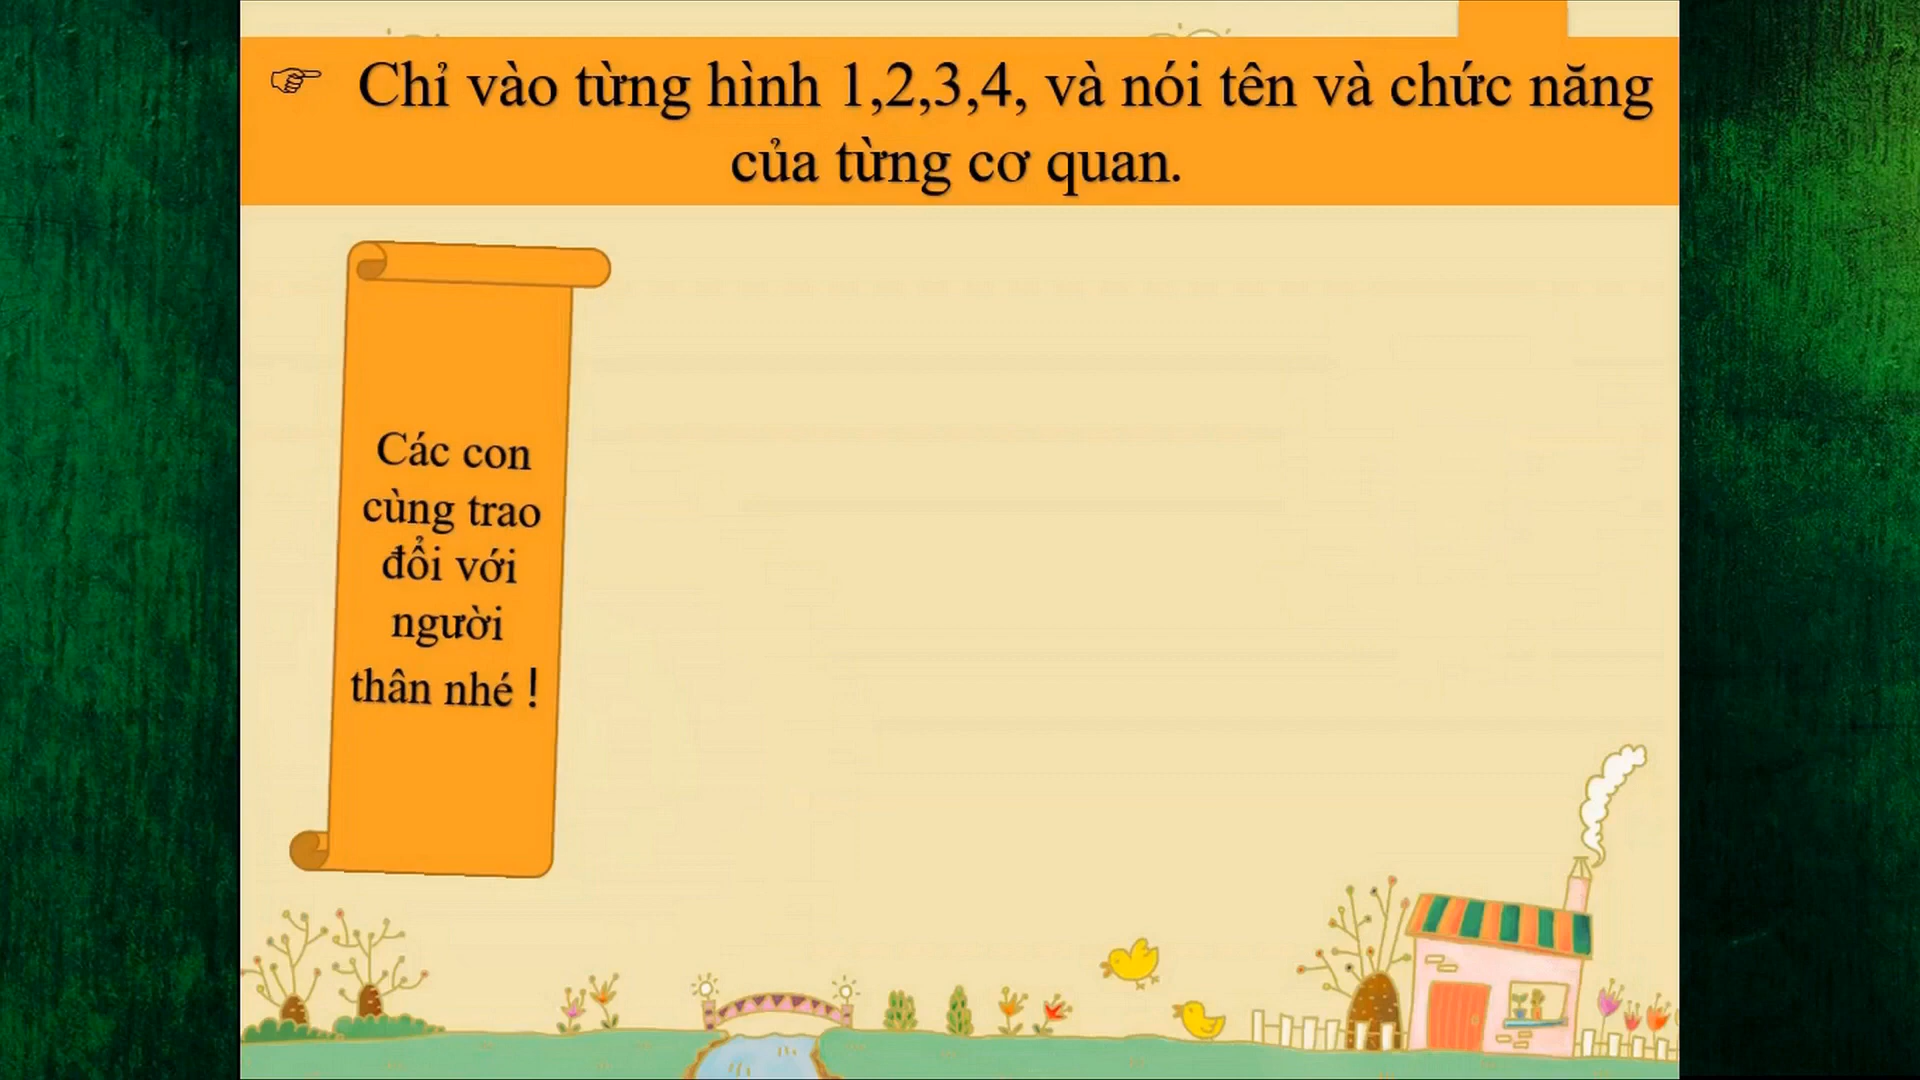 ☞ Chỉ vào từng hình 1,2,3,4, và nói tên và chức năng
của từng cơ quan.
Các con
cùng trao
đổi với
người
thân nhé !